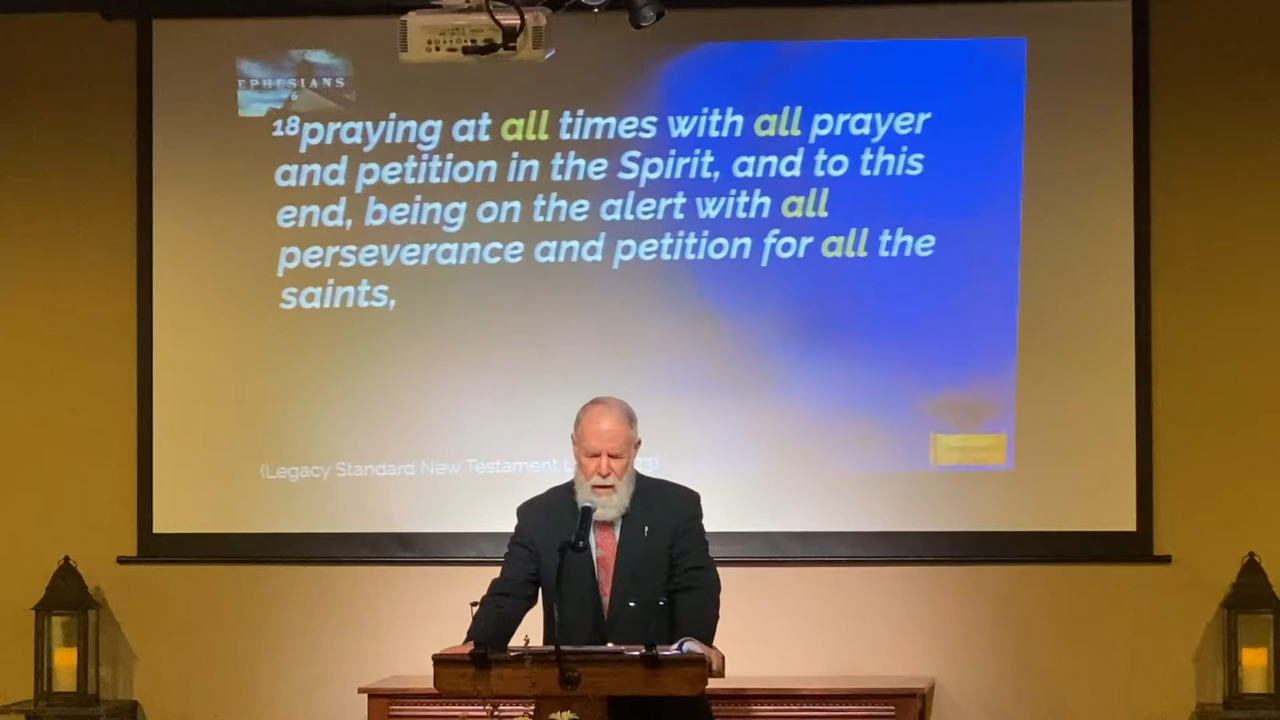 EPHESIANS
6
18praying at all times with all prayer
and petition in the Spirit, and to this
end, being on the alert with all
perseverance and petition for all the
saints,
(Legacy Standard New Testament